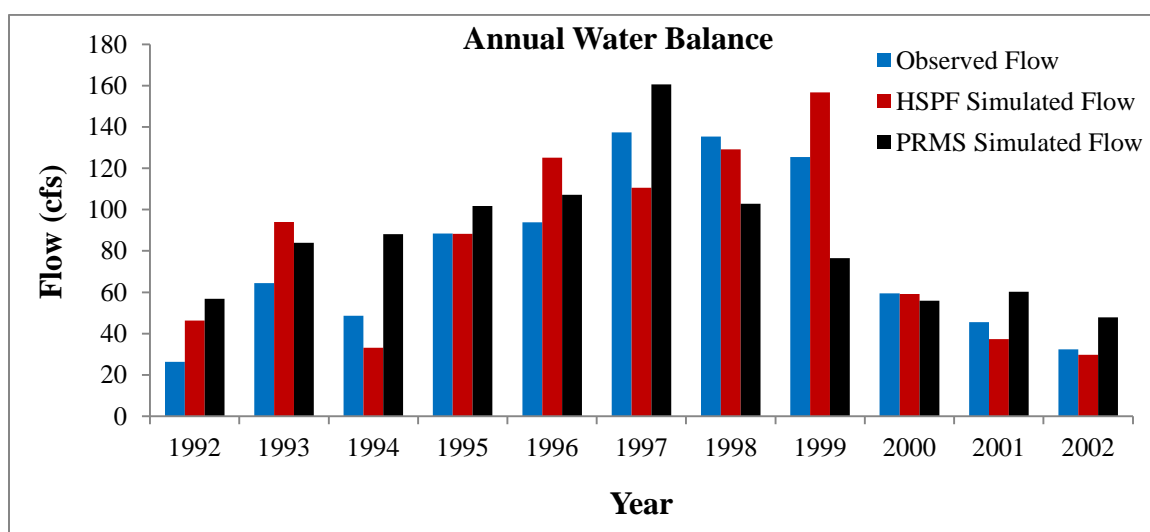 Annual Water Balance
Observed Flow
HSPF Simulated Flow
PRMS Simulated Flow
Flow (cfs)
180
160
140
120
100
80
60
40
20
0
1992 1993 1994 1995 1996 1997 1998 1999 2000 2001 2002
Year